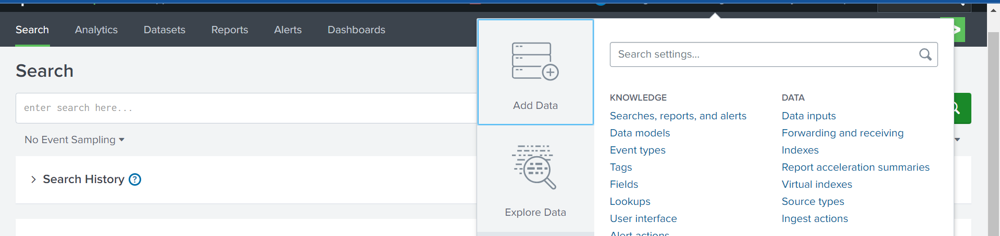 Search Analytics Datasets Reports Alerts Dashboards
Search
enter search here...
No Event Sampling
Search History ?
Add Data
Explore Data
Search settings...
KNOWLEDGE
Searches, reports, and alerts
Data models
Event types
Tags
Fields
Lookups
User interface
Alert actions
DATA
Data inputs
Forwarding and receiving
Indexes
Report acceleration summaries
Virtual indexes
Source types
Ingest actions